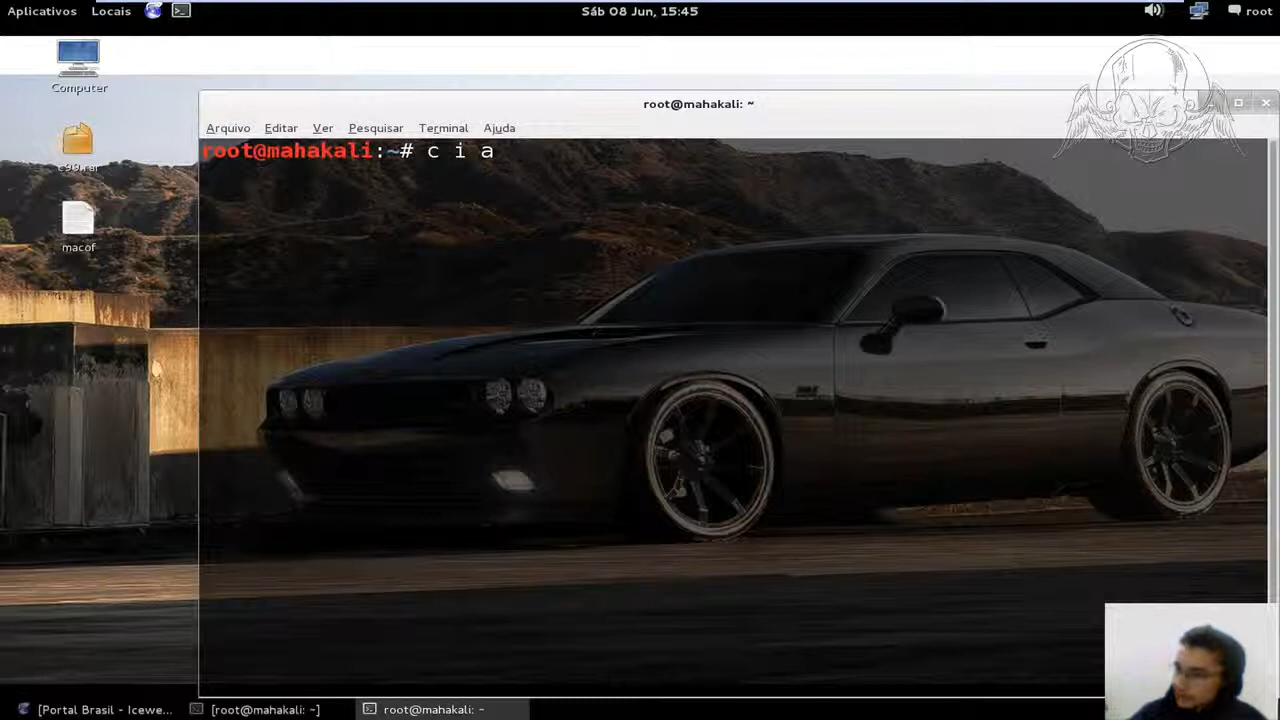 Aplicativos Locais Sáb 08 Jun, 15:45 root
Computer
root@mahakali: ~
Arquivo Editar Ver Pesquisar Terminal Ajuda
root@mahakali:~# c i a
macof
[Portal Brasil - Icewe... [root@mahakali: ~] root@mahakali: ~